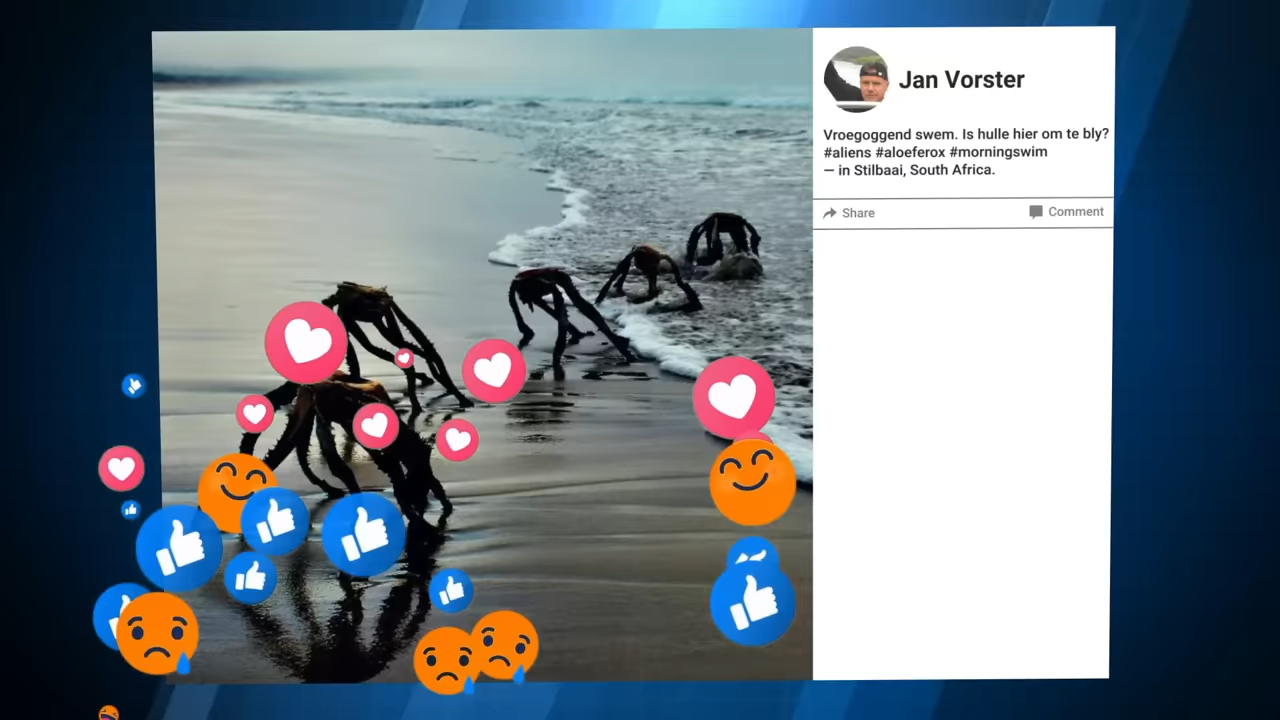 Jan Vorster
Vroegoggend swem. Is hulle hier om te bly?
#aliens #aloeferox #morningswim
— in Stilbaai, South Africa.
Share
Comment